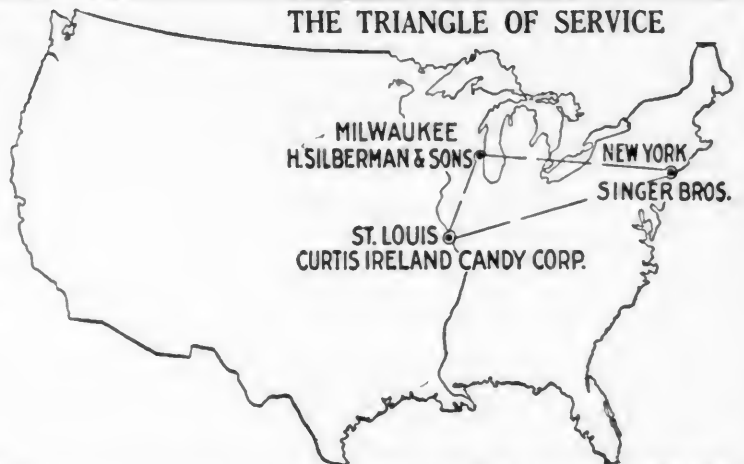 THE TRIANGLE OF SERVICE
MILWAUKEE
H. SILBERMAN & SONS
NEW YORK
SINGER BROS.
ST. LOUIS
CURTIS IRELAND CANDY CORP.